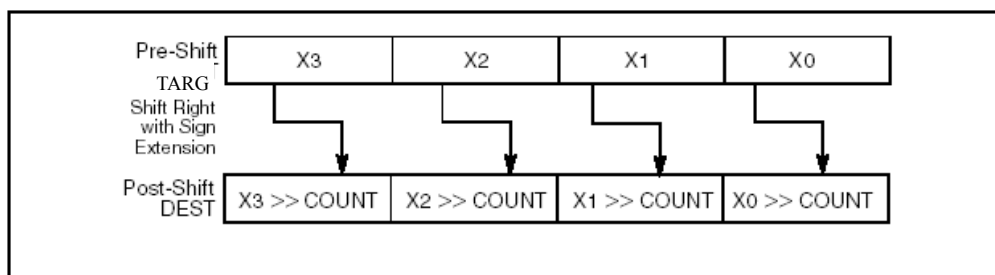 Pre-Shift
X3 X2 X1 X0
TARG
Shift Right
with Sign
Extension
Post-Shift
DEST
X3 >> COUNT X2 >> COUNT X1 >> COUNT X0 >> COUNT